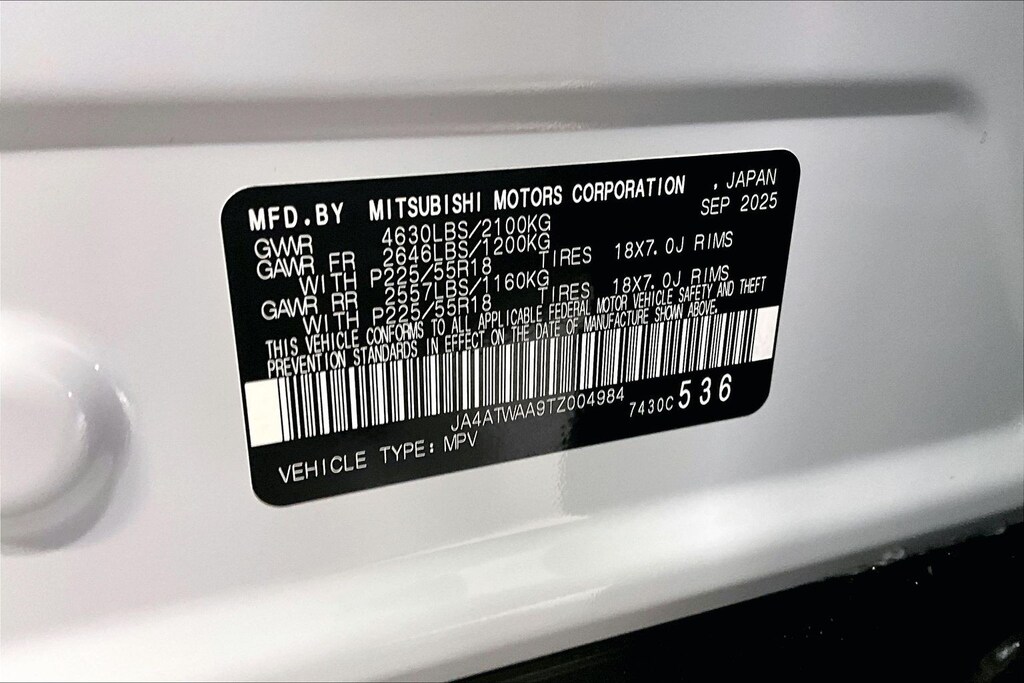 MFD.BY MITSUBISHI MOTORS CORPORATION , JAPAN
SEP 2025
GVWR 4630LBS/2100KG
GAWR FR 2646LBS/1200KG
WITH P225/55R18 TIRES 18X7.0J RIMS
GAWR RR 2557LBS/1160KG
WITH P225/55R18 TIRES 18X7.0J RIMS
THIS VEHICLE CONFORMS TO ALL APPLICABLE FEDERAL MOTOR VEHICLE SAFETY AND THEFT
PREVENTION STANDARDS IN EFFECT ON THE DATE OF MANUFACTURE SHOWN ABOVE.
JA4ATWAA9TZ004984 7430C 536
VEHICLE TYPE: MPV